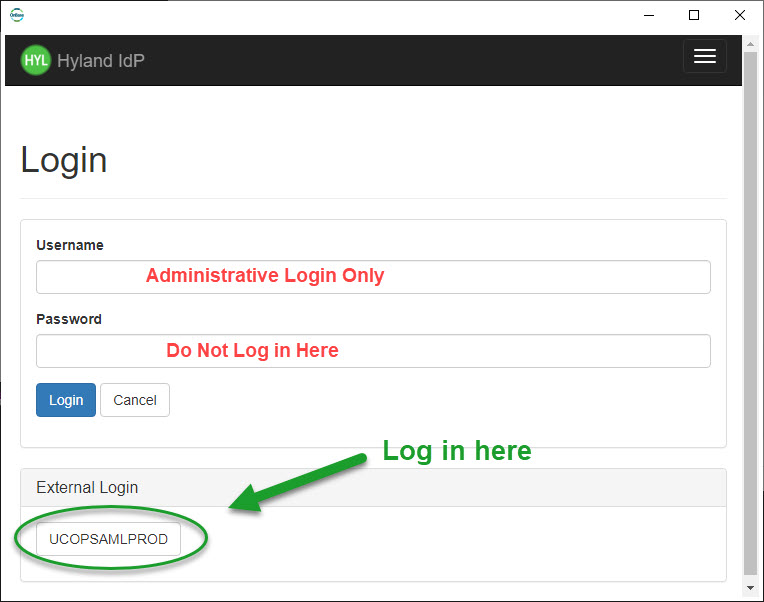 OnBase
HYL Hyland IdP
Login
Username
Administrative Login Only
Password
Do Not Log in Here
Login Cancel
Log in here
External Login
UCOPSAMLPROD